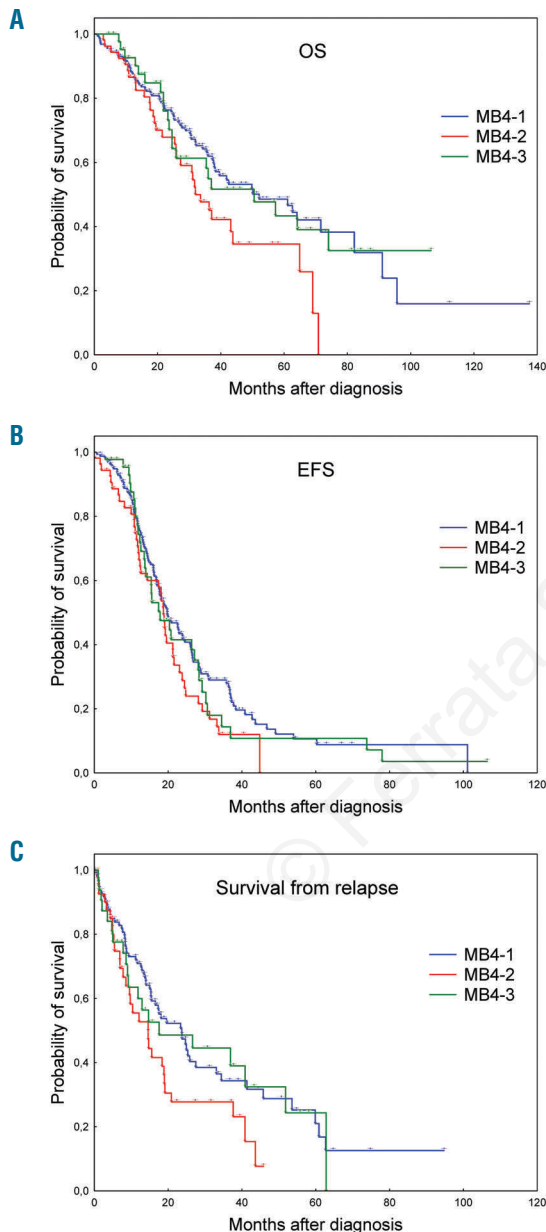 A
OS
Probability of survival
1,0
0,8
0,6
0,4
0,2
0,0
MB4-1
MB4-2
MB4-3
0 20 40 60 80 100 120 140
Months after diagnosis
B
EFS
Probability of survival
1,0
0,8
0,6
0,4
0,2
0,0
MB4-1
MB4-2
MB4-3
0 20 40 60 80 100 120
Months after diagnosis
© Ferrata
C
Survival from relapse
Probability of survival
1,0
0,8
0,6
0,4
0,2
0,0
MB4-1
MB4-2
MB4-3
0 20 40 60 80 100 120
Months after diagnosis